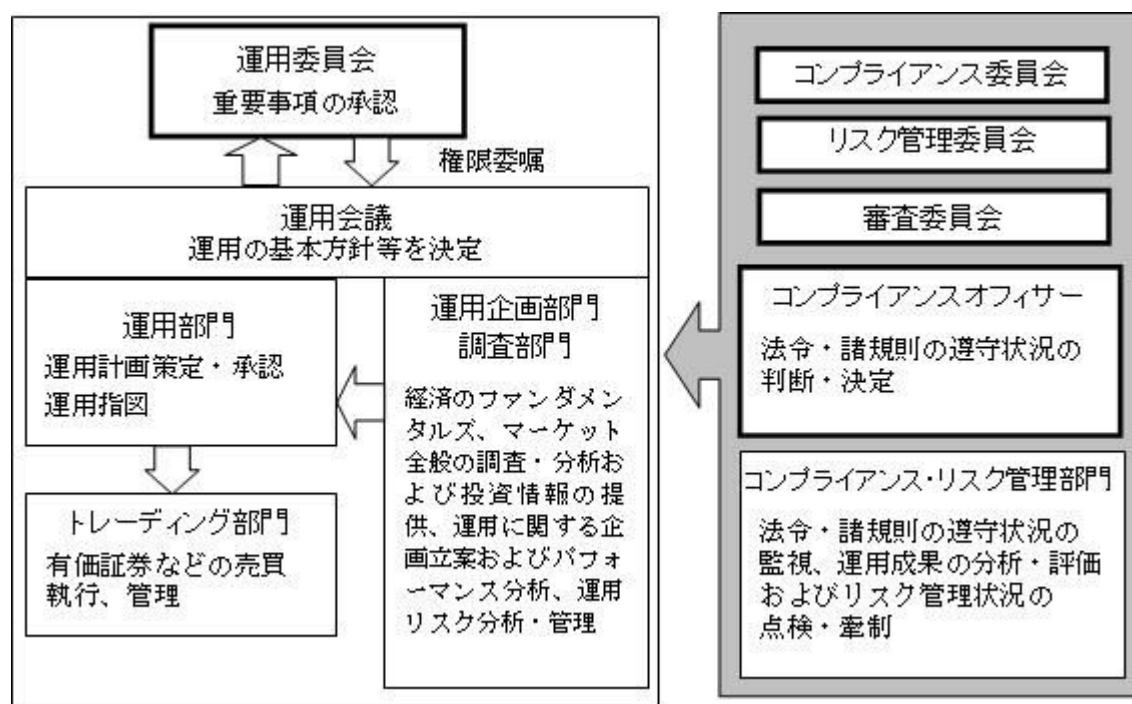 運用委員会
重要事項の承認
権限委嘱
運用会議
運用の基本方針等を決定
運用部門
運用計画策定・承認
運用指図
トレーディング部門
有価証券などの売買
執行、管理
運用企画部門
調査部門
経済のファンダメン
タルズ、マーケット
全般の調査・分析お
よび投資情報の提
供、運用に関する企
画立案およびパフォ
ーマンス分析、運用
リスク分析・管理
コンプライアンス委員会
リスク管理委員会
審査委員会
コンプライアンスオフィサー
法令・諸規則の遵守状況の
判断・決定
コンプライアンス・リスク管理部門
法令・諸規則の遵守状況の
監視、運用成果の分析・評価
およびリスク管理状況の
点検・牽制